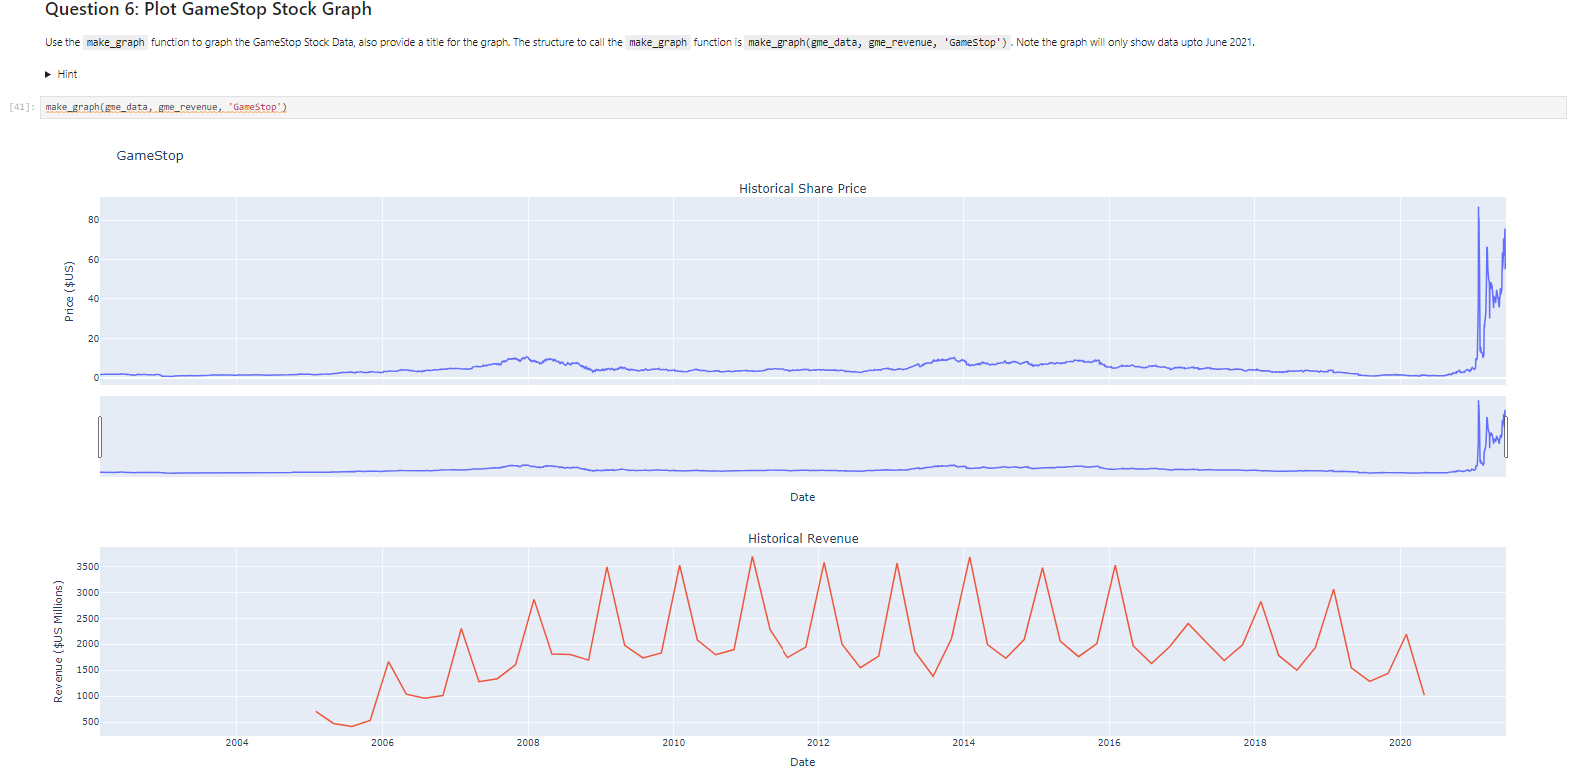 Question 6: Plot GameStop Stock Graph
Use the make_graph function to graph the GameStop Stock Data, also provide a title for the graph. The structure to call the make_graph function is make_graph(gme_data, gme_revenue, 'GameStop'). Note the graph will only show data upto June 2021.
▶ Hint
[41]: make_graph(gme_data, gme_revenue, 'GameStop')
GameStop
Historical Share Price
Price ($US)
80
60
40
20
0
Date
Historical Revenue
Revenue ($US Millions)
3500
3000
2500
2000
1500
1000
500
2004 2006 2008 2010 2012 2014 2016 2018 2020
Date